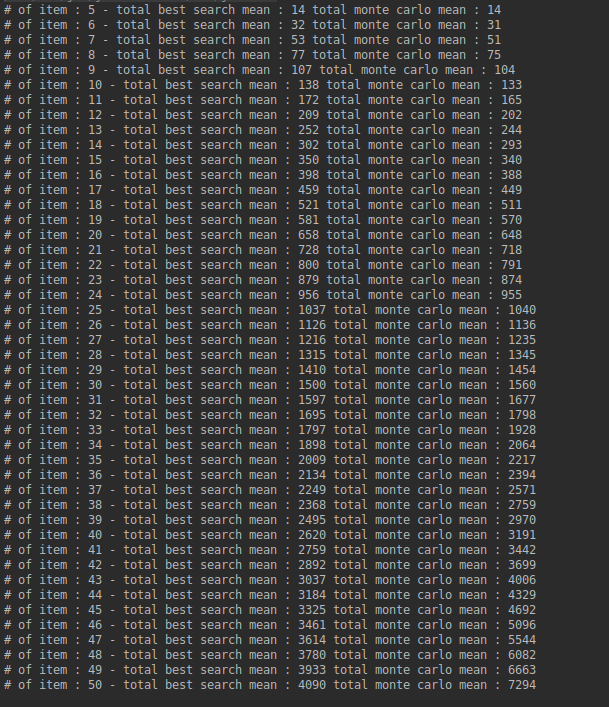 # of item : 5 - total best search mean : 14 total monte carlo mean : 14
# of item : 6 - total best search mean : 32 total monte carlo mean : 31
# of item : 7 - total best search mean : 53 total monte carlo mean : 51
# of item : 8 - total best search mean : 77 total monte carlo mean : 75
# of item : 9 - total best search mean : 107 total monte carlo mean : 104
# of item : 10 - total best search mean : 138 total monte carlo mean : 133
# of item : 11 - total best search mean : 172 total monte carlo mean : 165
# of item : 12 - total best search mean : 209 total monte carlo mean : 202
# of item : 13 - total best search mean : 252 total monte carlo mean : 244
# of item : 14 - total best search mean : 302 total monte carlo mean : 293
# of item : 15 - total best search mean : 350 total monte carlo mean : 340
# of item : 16 - total best search mean : 398 total monte carlo mean : 388
# of item : 17 - total best search mean : 459 total monte carlo mean : 449
# of item : 18 - total best search mean : 521 total monte carlo mean : 511
# of item : 19 - total best search mean : 581 total monte carlo mean : 570
# of item : 20 - total best search mean : 658 total monte carlo mean : 648
# of item : 21 - total best search mean : 728 total monte carlo mean : 718
# of item : 22 - total best search mean : 800 total monte carlo mean : 791
# of item : 23 - total best search mean : 879 total monte carlo mean : 874
# of item : 24 - total best search mean : 956 total monte carlo mean : 955
# of item : 25 - total best search mean : 1037 total monte carlo mean : 1040
# of item : 26 - total best search mean : 1126 total monte carlo mean : 1136
# of item : 27 - total best search mean : 1216 total monte carlo mean : 1235
# of item : 28 - total best search mean : 1315 total monte carlo mean : 1345
# of item : 29 - total best search mean : 1410 total monte carlo mean : 1454
# of item : 30 - total best search mean : 1500 total monte carlo mean : 1560
# of item : 31 - total best search mean : 1597 total monte carlo mean : 1677
# of item : 32 - total best search mean : 1695 total monte carlo mean : 1798
# of item : 33 - total best search mean : 1797 total monte carlo mean : 1928
# of item : 34 - total best search mean : 1898 total monte carlo mean : 2064
# of item : 35 - total best search mean : 2009 total monte carlo mean : 2217
# of item : 36 - total best search mean : 2134 total monte carlo mean : 2394
# of item : 37 - total best search mean : 2249 total monte carlo mean : 2571
# of item : 38 - total best search mean : 2368 total monte carlo mean : 2759
# of item : 39 - total best search mean : 2495 total monte carlo mean : 2970
# of item : 40 - total best search mean : 2620 total monte carlo mean : 3191
# of item : 41 - total best search mean : 2759 total monte carlo mean : 3442
# of item : 42 - total best search mean : 2892 total monte carlo mean : 3699
# of item : 43 - total best search mean : 3037 total monte carlo mean : 4006
# of item : 44 - total best search mean : 3184 total monte carlo mean : 4329
# of item : 45 - total best search mean : 3325 total monte carlo mean : 4692
# of item : 46 - total best search mean : 3461 total monte carlo mean : 5096
# of item : 47 - total best search mean : 3614 total monte carlo mean : 5544
# of item : 48 - total best search mean : 3780 total monte carlo mean : 6082
# of item : 49 - total best search mean : 3933 total monte carlo mean : 6663
# of item : 50 - total best search mean : 4090 total monte carlo mean : 7294